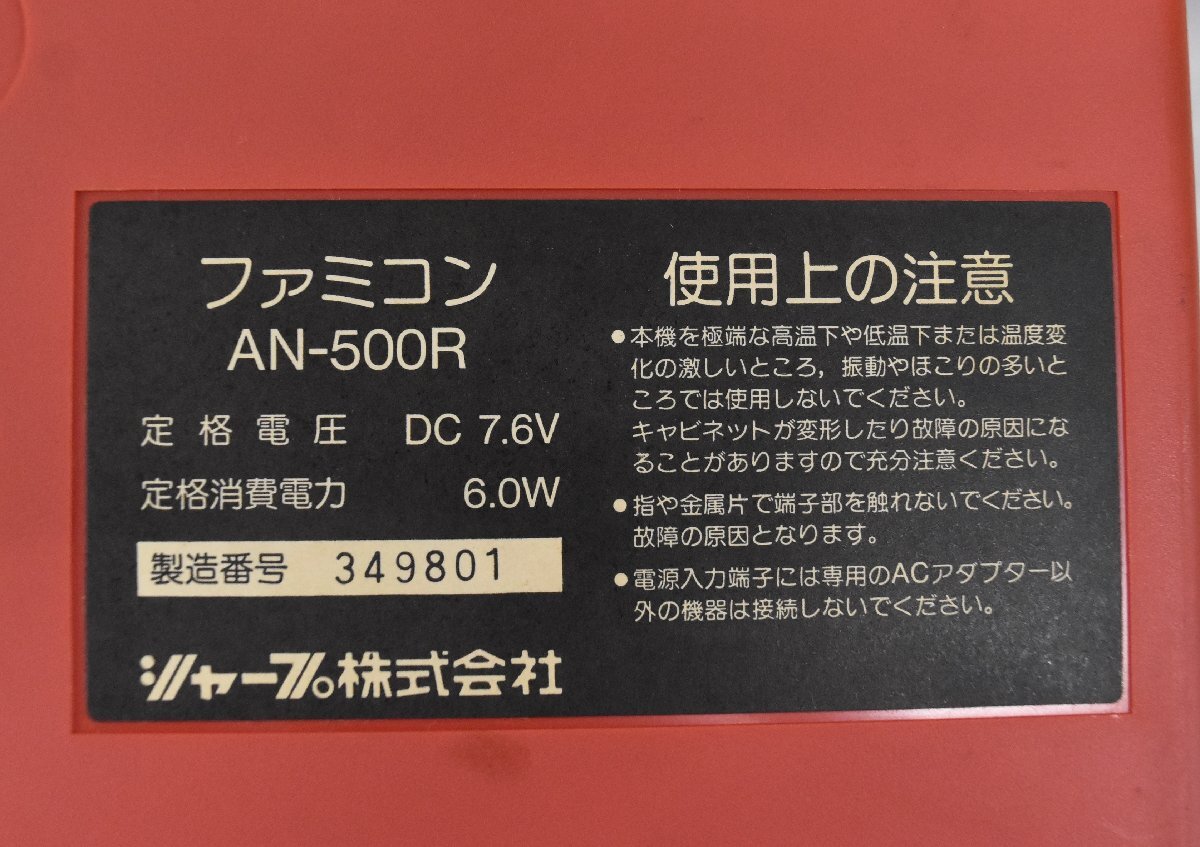 ファミコン
AN-500R
定格電圧 DC 7.6V
定格消費電力 6.0W
製造番号 349801
シャープ株式会社
使用上の注意
●本機を極端な高温下や低温下または温度変
化の激しいところ，振動やほこりの多いと
ころでは使用しないでください。
キャビネットが変形したり故障の原因にな
ることがありますので充分注意ください。
●指や金属片で端子部を触れないでください。
故障の原因となります。
●電源入力端子には専用のACアダプター以
外の機器は接続しないでください。